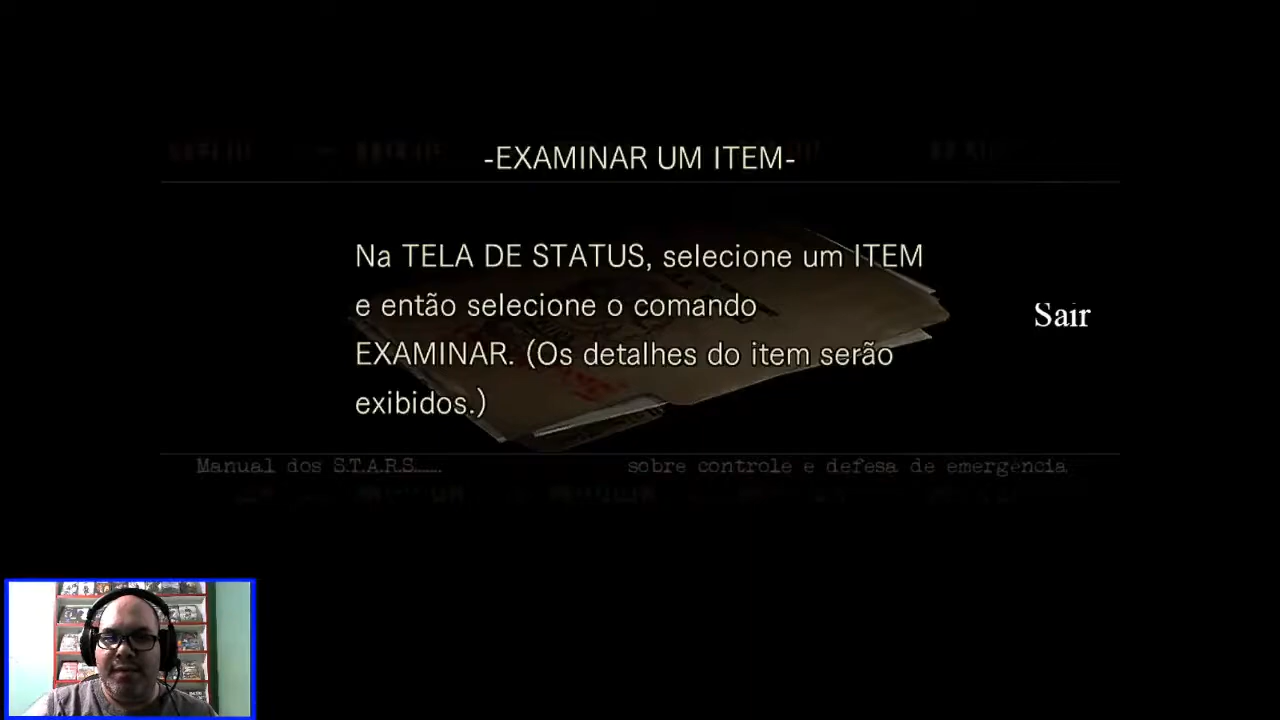 -EXAMINAR UM ITEM-
Na TELA DE STATUS, selecione um ITEM
e então selecione o comando
EXAMINAR. (Os detalhes do item serão
exibidos.)
Sair
Manual dos S.T.A.R.S...... sobre controle e defesa de emergência